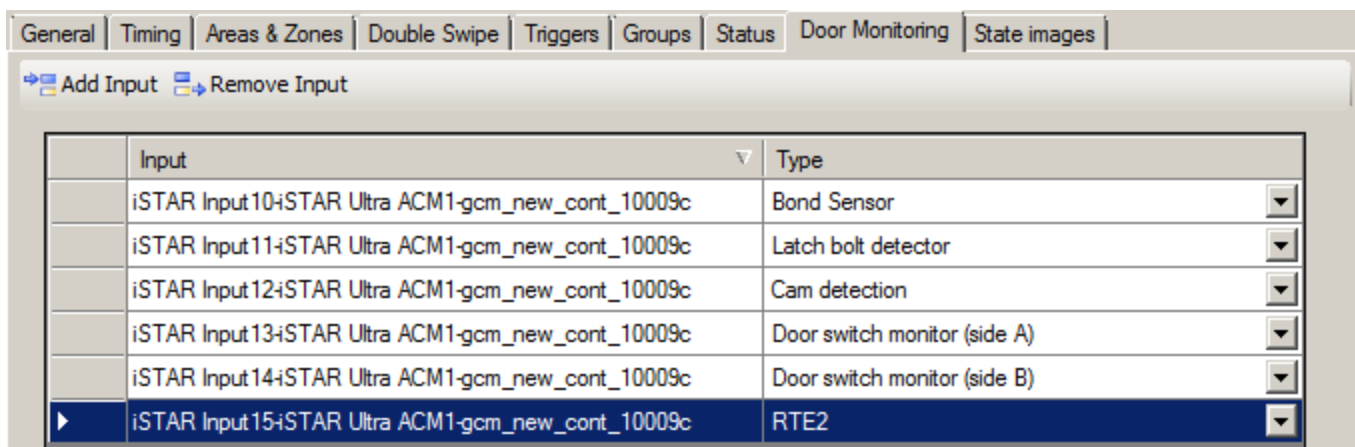 General Timing Areas & Zones Double Swipe Triggers Groups Status Door Monitoring State images
Add Input Remove Input
Input Type
iSTAR Input10-iSTAR Ultra ACM1-gcm_new_cont_10009c Bond Sensor
iSTAR Input11-iSTAR Ultra ACM1-gcm_new_cont_10009c Latch bolt detector
iSTAR Input12-iSTAR Ultra ACM1-gcm_new_cont_10009c Cam detection
iSTAR Input13-iSTAR Ultra ACM1-gcm_new_cont_10009c Door switch monitor (side A)
iSTAR Input14-iSTAR Ultra ACM1-gcm_new_cont_10009c Door switch monitor (side B)
iSTAR Input15-iSTAR Ultra ACM1-gcm_new_cont_10009c RTE2